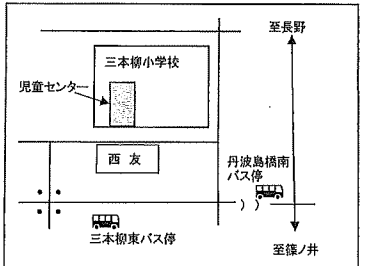 至長野
三本柳小学校
児童センター
西友
丹波島橋南
バス停
三本柳東バス停
至篠ノ井